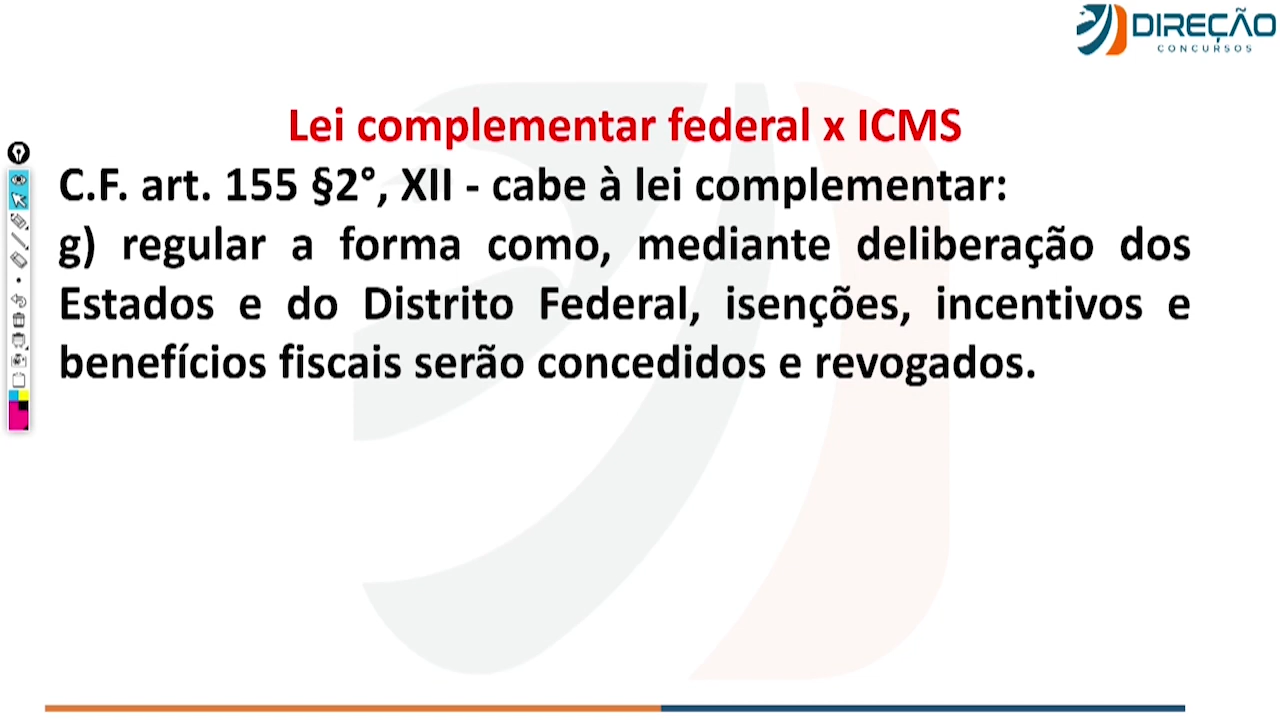 DIREÇÃO
CONCURSOS
Lei complementar federal x ICMS
C.F. art. 155 §2°, XII - cabe à lei complementar:
g) regular a forma como, mediante deliberação dos
Estados e do Distrito Federal, isenções, incentivos e
benefícios fiscais serão concedidos e revogados.